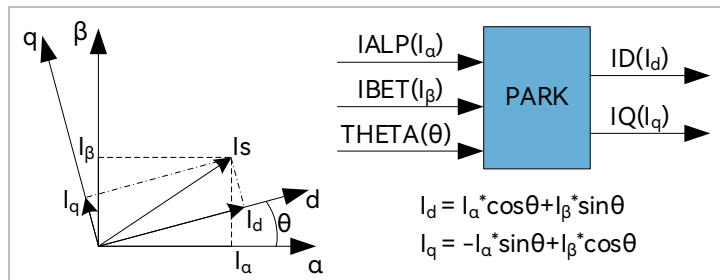 q
β
Iβ
Is
Iq
Id
d
θ
Iα
α
IALP(Iα)
IBET(Iβ)
THETA(θ)
PARK
ID(Id)
IQ(Iq)
Id = Iα*cosθ+Iβ*sinθ
Iq = -Iα*sinθ+Iβ*cosθ